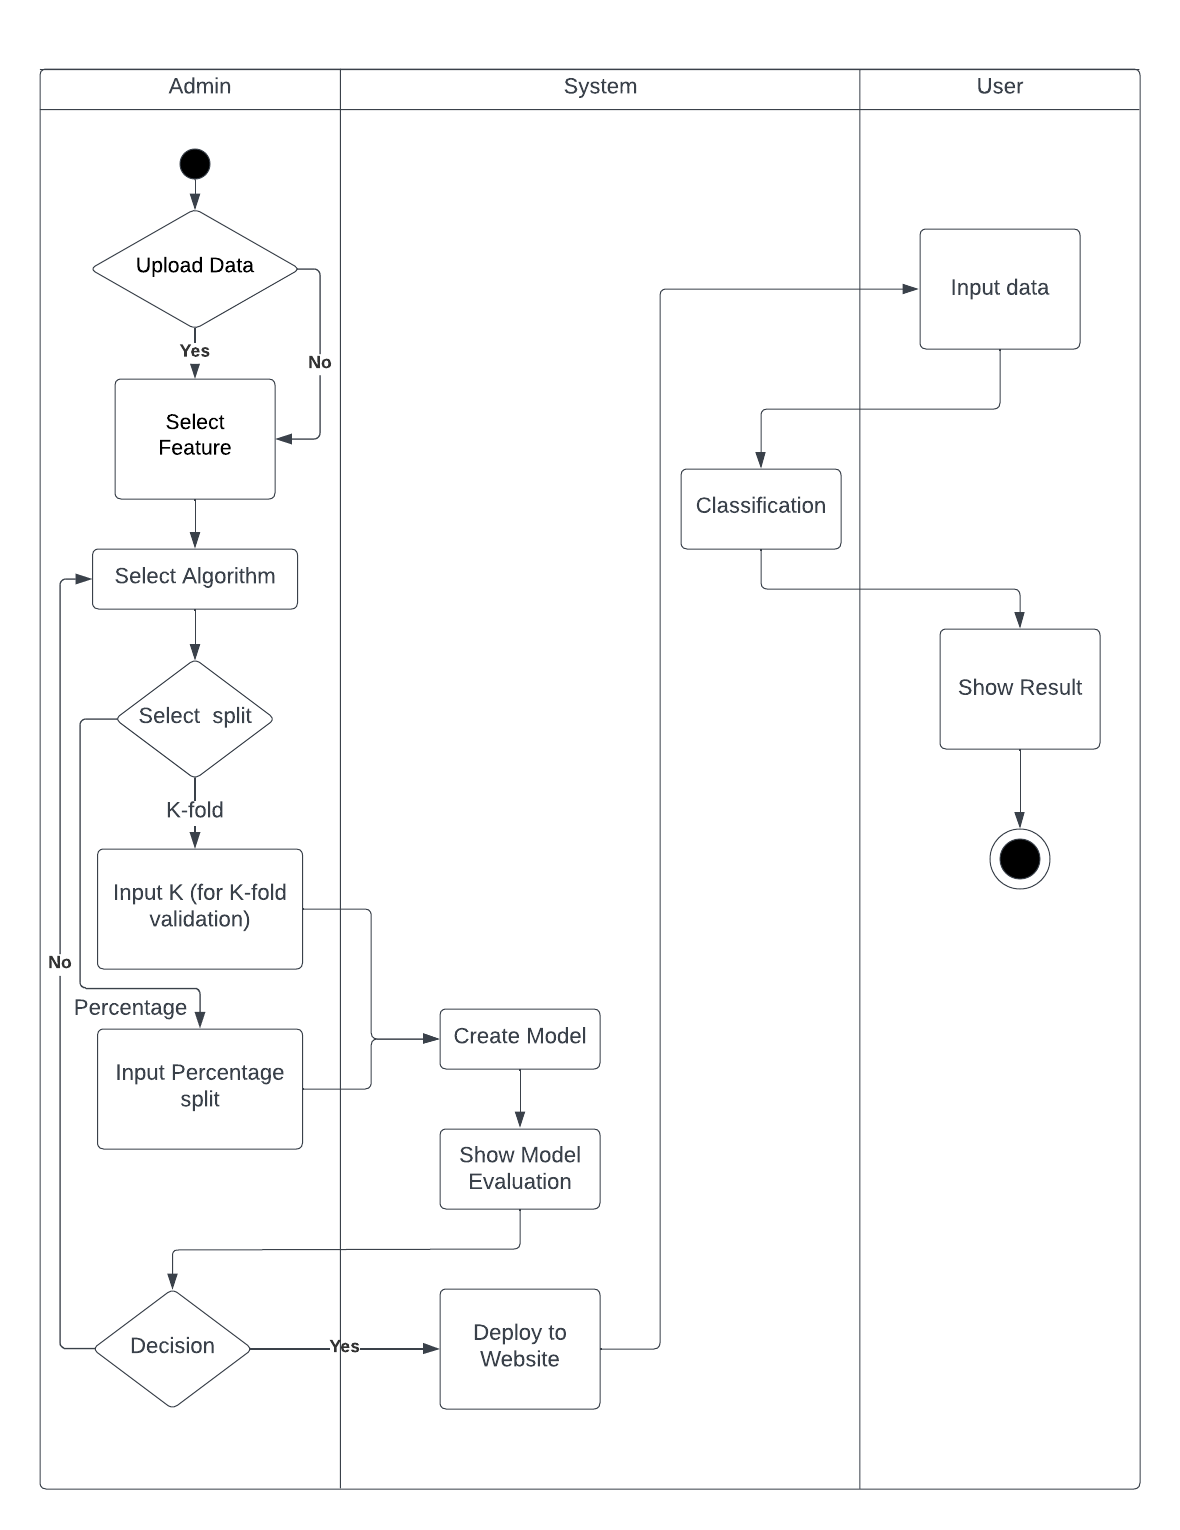 Admin
System
User
Upload Data
Yes
No
Select
Feature
Select Algorithm
Select  split
K-fold
Input K (for K-fold
validation)
No
Percentage
Input Percentage
split
Create Model
Show Model
Evaluation
Decision
Yes
Deploy to
Website
Input data
Classification
Show Result